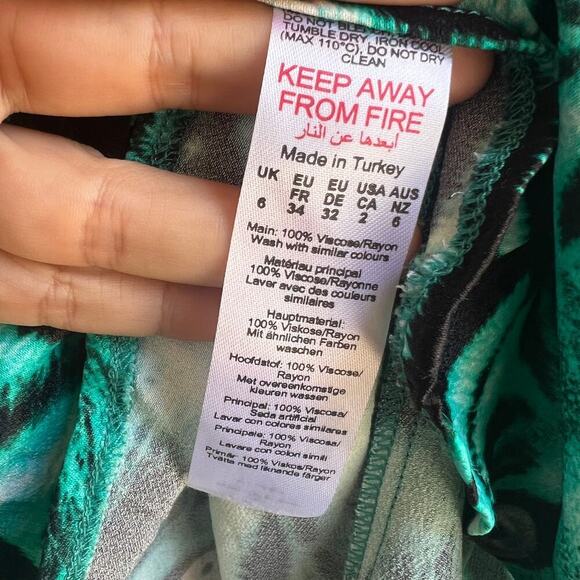 DO NOT BLEACH,
TUMBLE DRY, IRON COOL
(MAX 110°C), DO NOT DRY
CLEAN
KEEP AWAY
FROM FIRE
أبعدها عن النار
Made in Turkey
UK EU FR EU DE USA CA AUS NZ
6 34 32 2 6
Main: 100% Viscose/Rayon
Wash with similar colours
Matériau principal
100% Viscose/Rayonne
Laver avec des couleurs
similaires
Hauptmaterial:
100% Viskose/Rayon
Mit ähnlichen Farben
waschen
Hoofdstof: 100% Viscose/
Rayon
Met overeenkomstige
kleuren wassen
Principal: 100% Viscosa/
Seda artificial
Lavar con colores similares
Principale: 100% Viscosa/
Rayon
Lavare con colori simili
Primär: 100% Viskos/Rayon
Tvätta med liknande färger